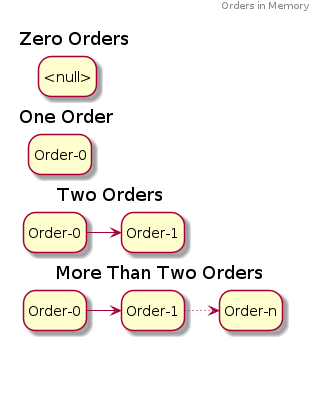 Orders in Memory
Zero Orders
<null>
One Order
Order-0
Two Orders
Order-0 Order-1
More Than Two Orders
Order-0 Order-1 Order-n